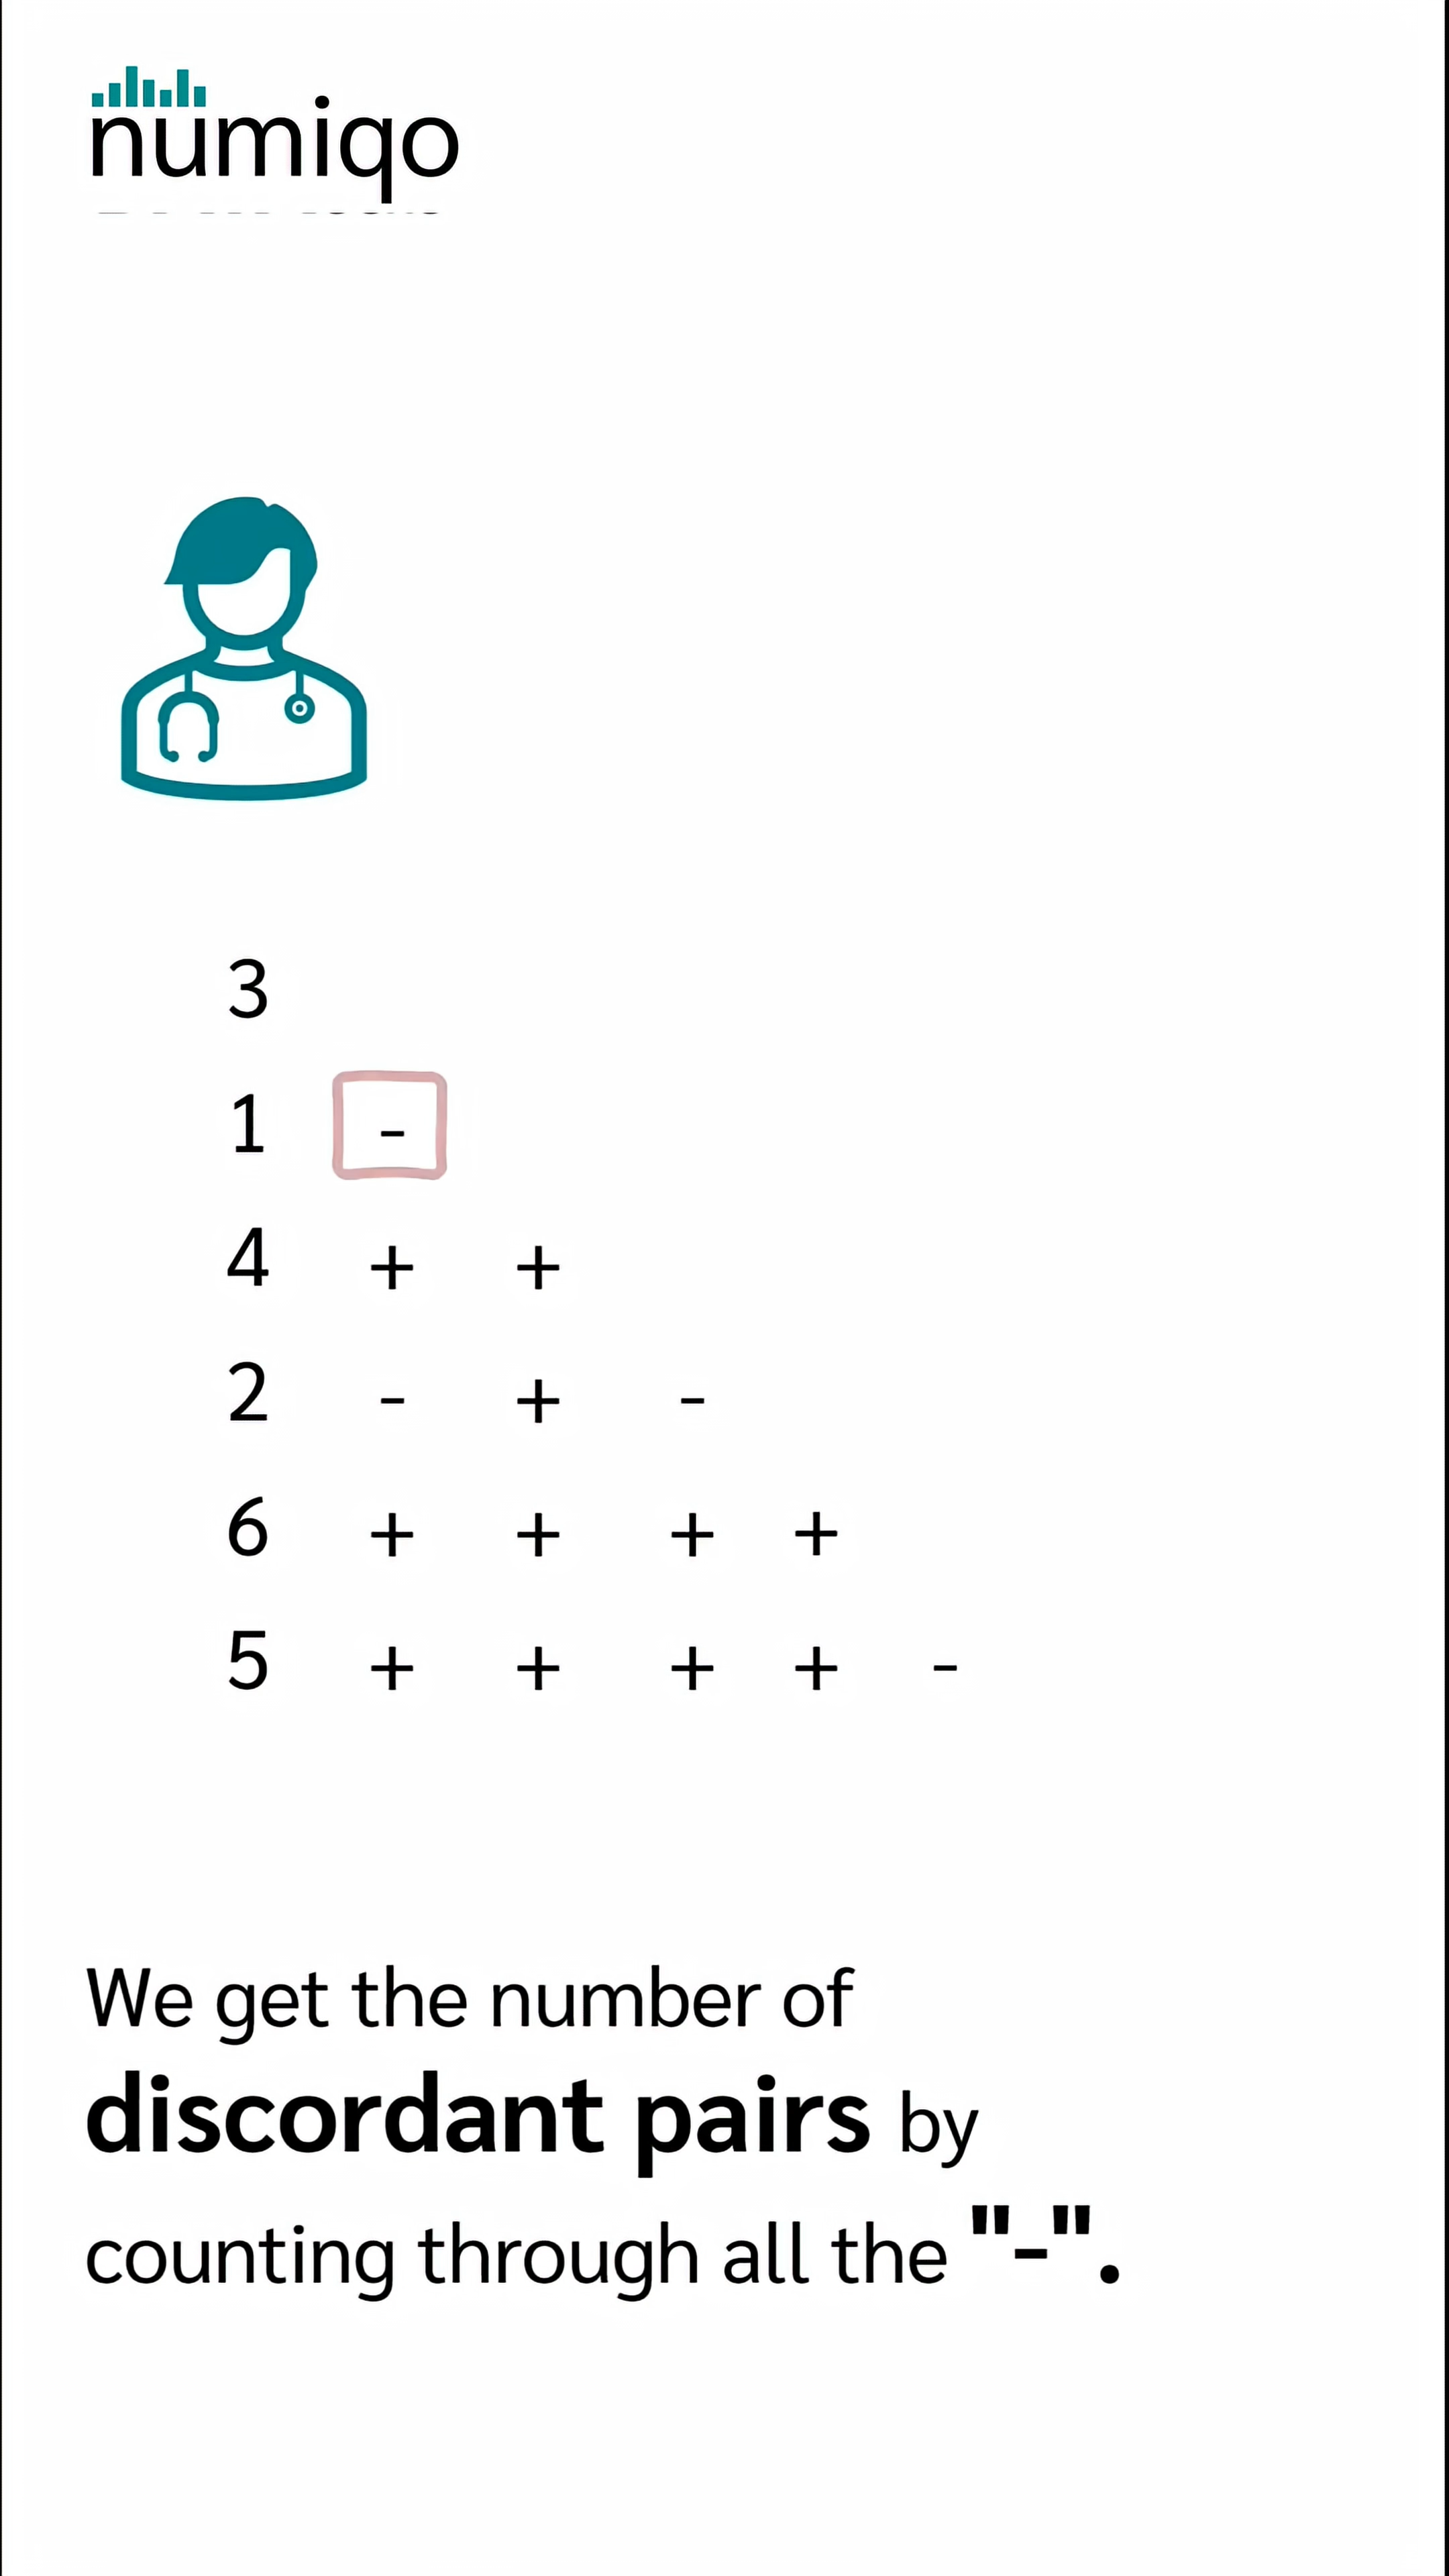 numiqo
3
1 -
4 + +
2 - + -
6 + + + +
5 + + + + -
We get the number of
discordant pairs by
counting through all the "-".